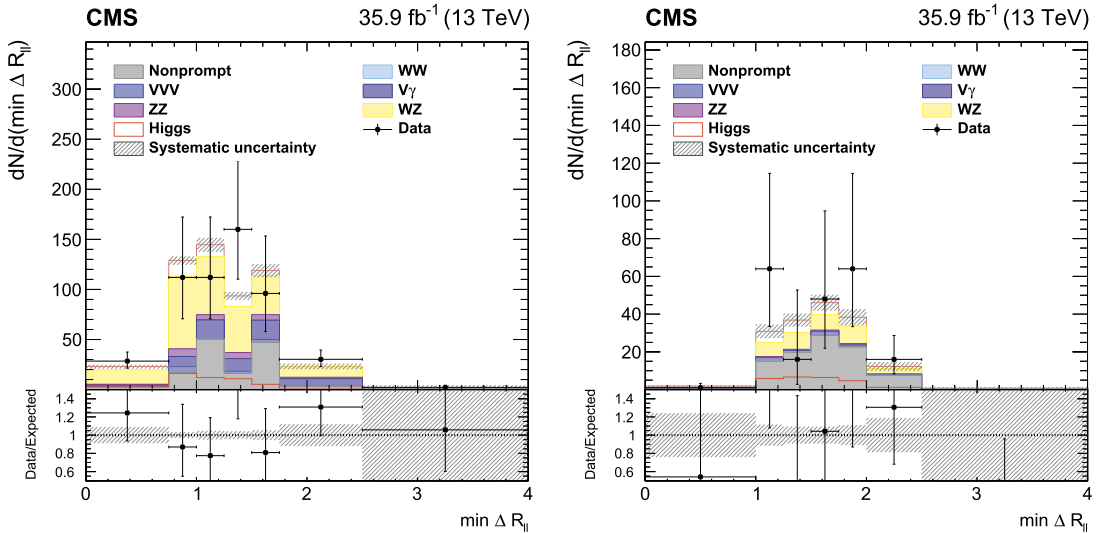 CMS 35.9 fb⁻¹ (13 TeV)
dN/d(min Δ R_ll)
300
250
200
150
100
50
Nonprompt
VVV
ZZ
Higgs
Systematic uncertainty
WW
Vγ
WZ
Data
Data/Expected
1.4
1.2
1
0.8
0.6
0 1 2 3 4
min Δ R_ll
CMS 35.9 fb⁻¹ (13 TeV)
dN/d(min Δ R_ll)
180
160
140
120
100
80
60
40
20
Nonprompt
VVV
ZZ
Higgs
Systematic uncertainty
WW
Vγ
WZ
Data
Data/Expected
1.4
1.2
1
0.8
0.6
0 1 2 3 4
min Δ R_ll